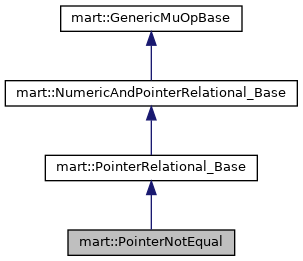 mart::GenericMuOpBase
mart::NumericAndPointerRelational_Base
mart::PointerRelational_Base
mart::PointerNotEqual